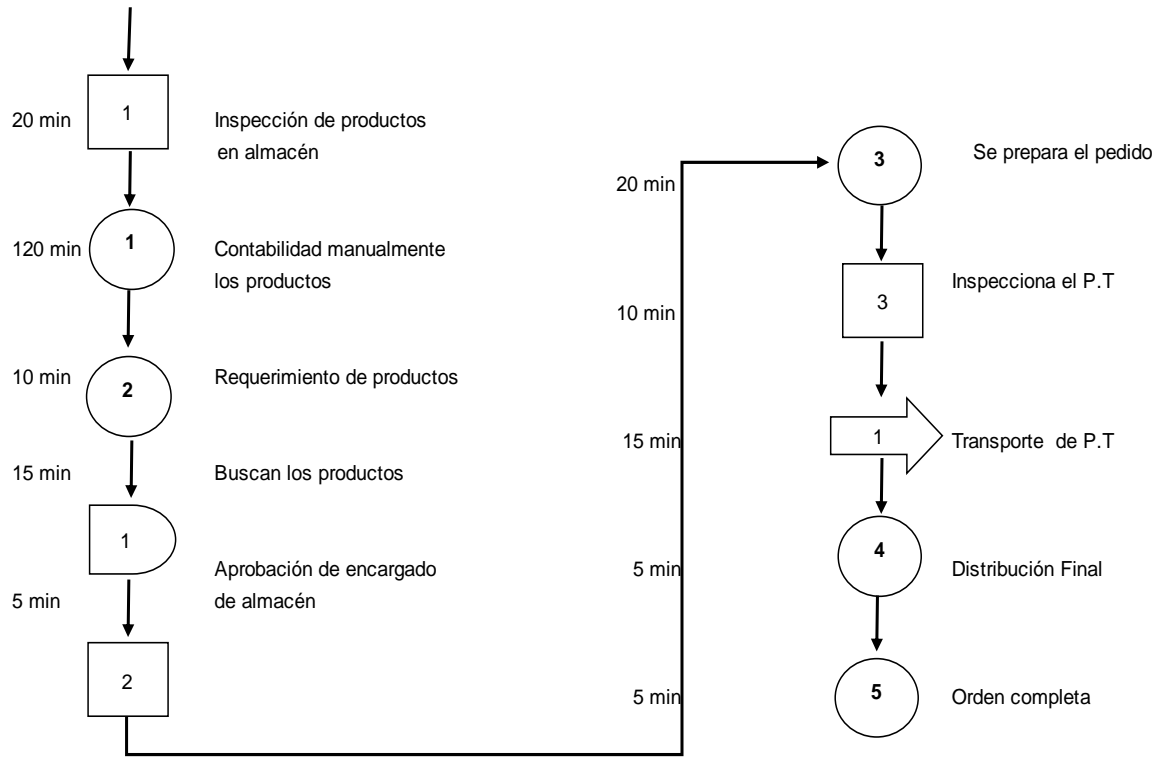 20 min
1
Inspección de productos
en almacén
120 min
1
Contabilidad manualmente
los productos
10 min
2
Requerimiento de productos
15 min
Buscan los productos
1
Aprobación de encargado
5 min
de almacén
2
3
Se prepara el pedido
20 min
Inspecciona el P.T
3
10 min
15 min
1
Transporte de P.T
4
5 min
Distribución Final
5 min
5
Orden completa